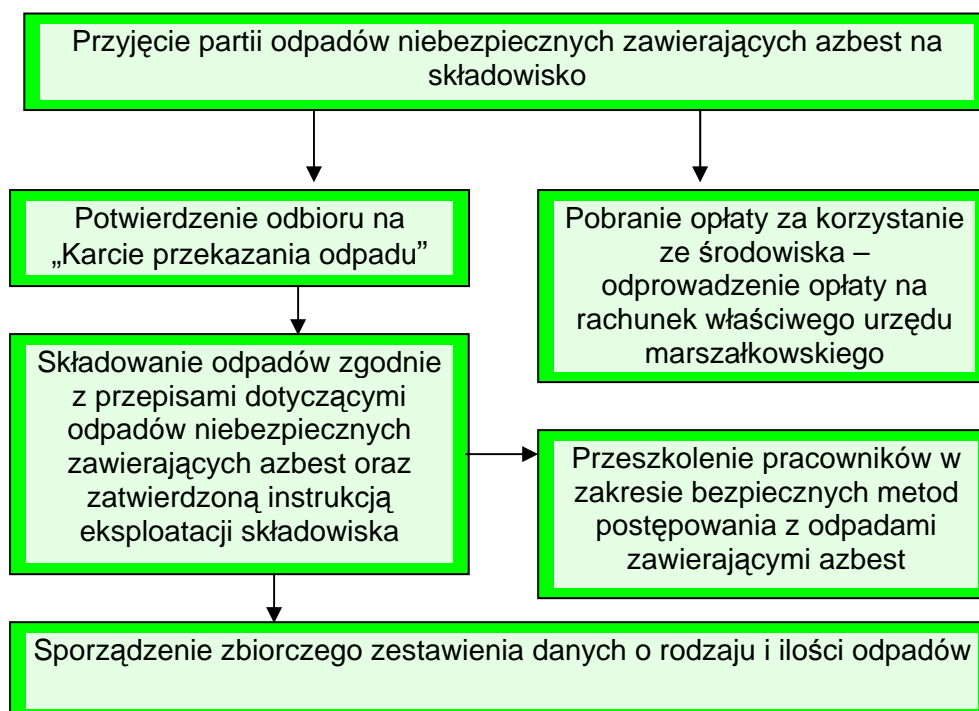 Przyjęcie partii odpadów niebezpiecznych zawierających azbest na
składowisko
Potwierdzenie odbioru na
„Karcie przekazania odpadu”
Pobranie opłaty za korzystanie
ze środowiska –
odprowadzenie opłaty na
rachunek właściwego urzędu
marszałkowskiego
Składowanie odpadów zgodnie
z przepisami dotyczącymi
odpadów niebezpiecznych
zawierających azbest oraz
zatwierdzoną instrukcją
eksploatacji składowiska
Przeszkolenie pracowników w
zakresie bezpiecznych metod
postępowania z odpadami
zawierającymi azbest
Sporządzenie zbiorczego zestawienia danych o rodzaju i ilości odpadów